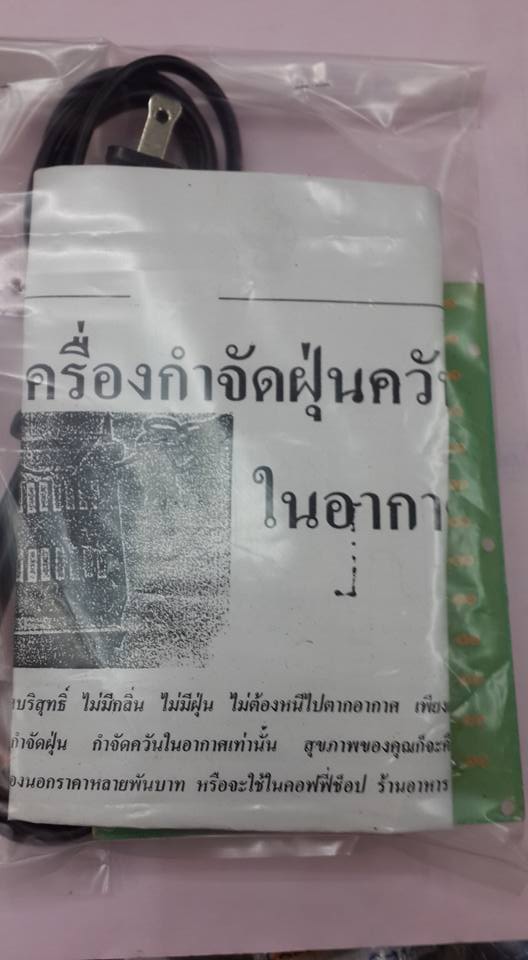 ครื่องกำจัดฝุ่นควั
ในอากา
บริสุทธิ์ ไม่มีกลิ่น ไม่มีฝุ่น ไม่ต้องหนีไปตากอากาศ เพียง
กำจัดฝุ่น กำจัดควันในอากาศเท่านั้น สุขภาพของคุณก็จะดี
องนอกราคาหลายพันบาท หรือจะใช้ในคอฟฟี่ช็อป ร้านอาหาร